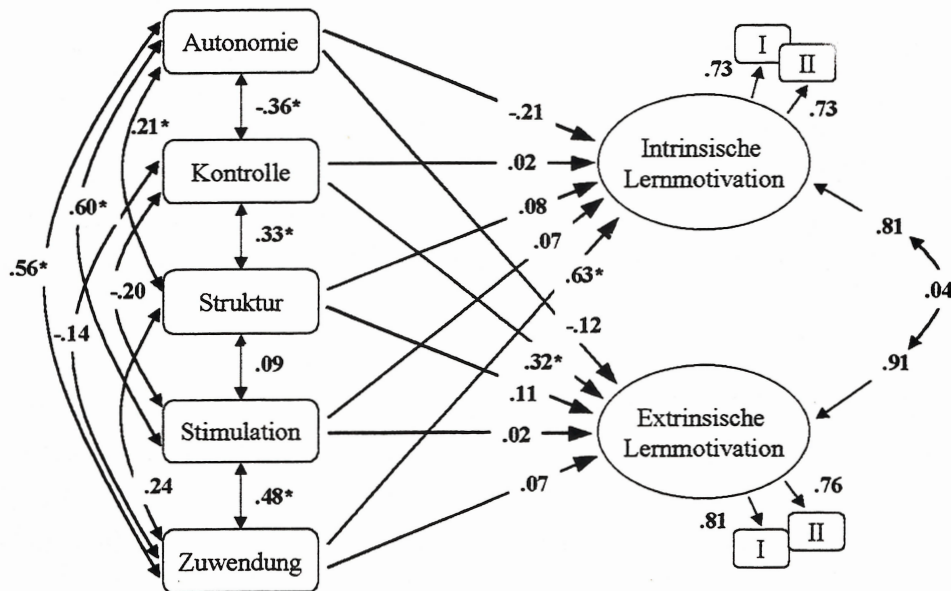 Autonomie
-.36*
Kontrolle
.33*
Struktur
.09
Stimulation
.48*
Zuwendung
.21*
.60*
.56*
-.20
-.14
.24
-.21
.02
.08
.07
.63*
-.12
.32*
.11
.02
.07
I
II
.73
.73
Intrinsische
Lernmotivation
.81
.04
.91
Extrinsische
Lernmotivation
.81
.76
I
II